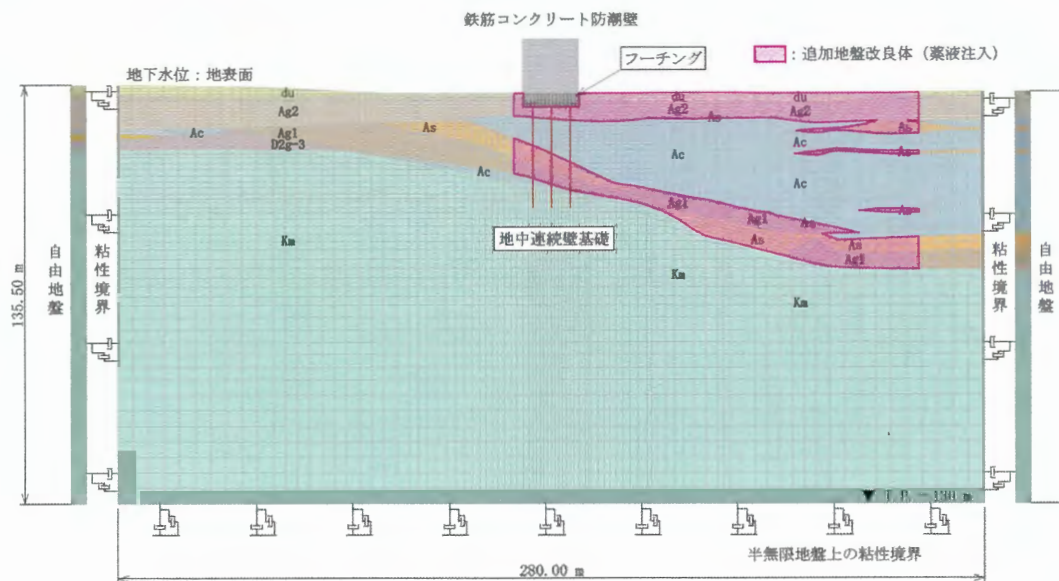 鉄筋コンクリート防潮壁
フーチング
:追加地盤改良体(薬液注入)
地下水位:地表面
du
du
du
Ag2
Ag2
Ag2
As
As
Ac
Ag1
As
D2g-3
Ac
Ac
As
Ac
Ac
Ag1
As
Ag1
As
地中連続壁基礎
Km
As
As
Ag1
Km
Km
自由地盤
粘性境界
135.50 m
粘性境界
自由地盤
▼ T.P. -130 m
半無限地盤上の粘性境界
280.00 m